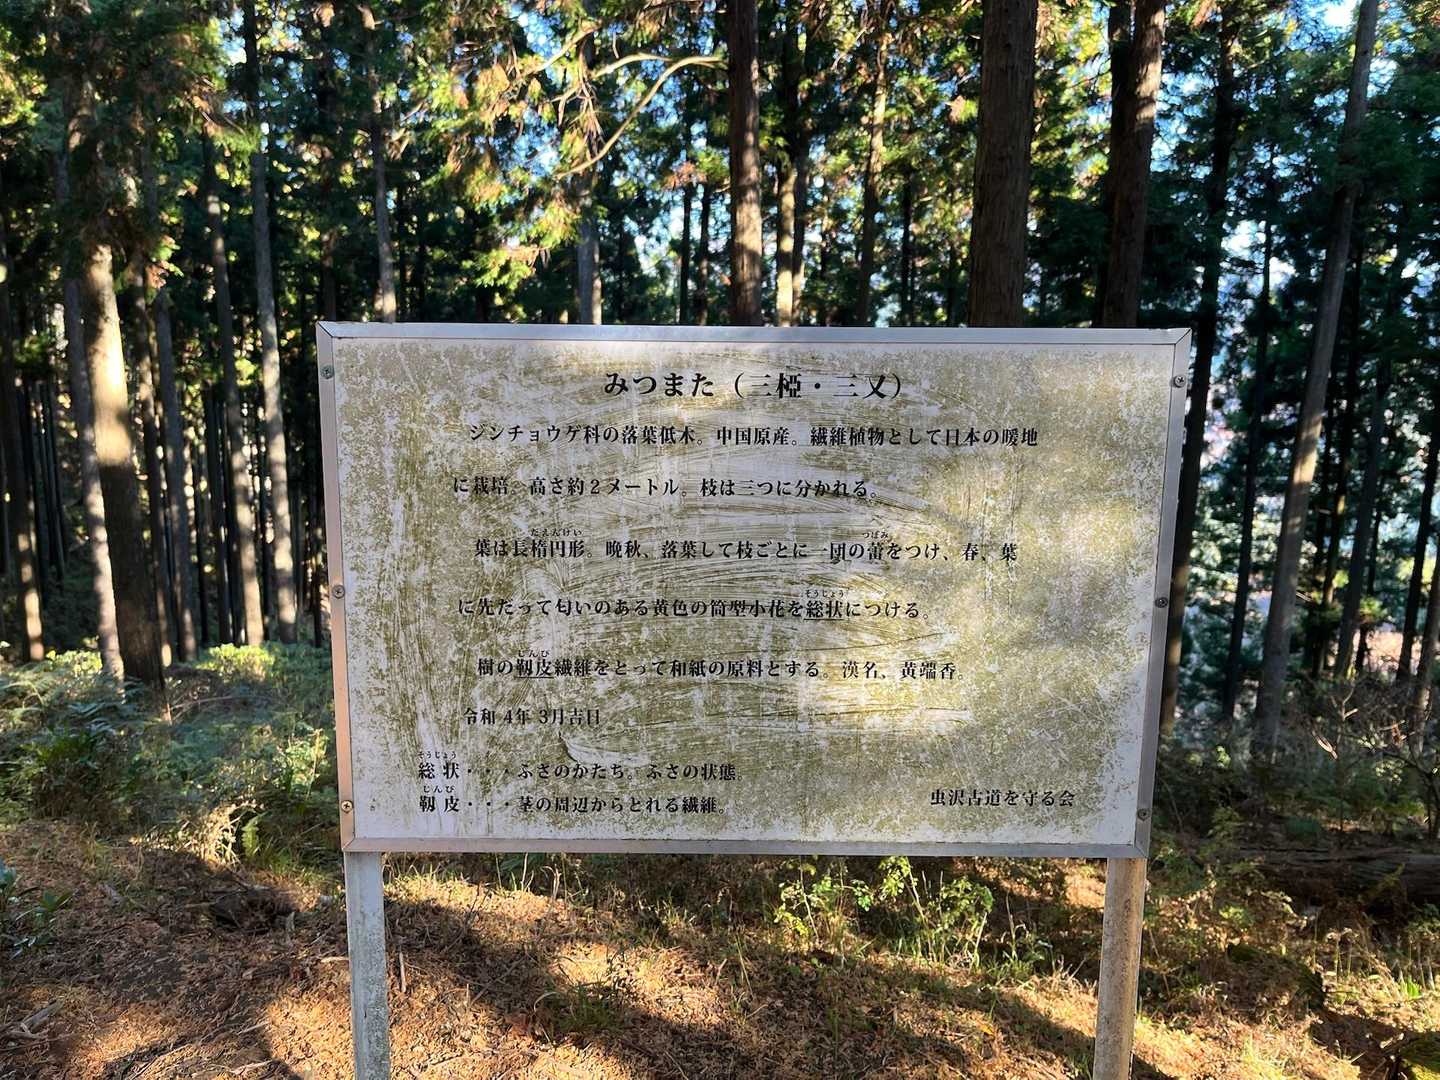 みつまた（三椏・三又）
ジンチョウゲ科の落葉低木。中国原産。繊維植物として日本の暖地
に栽培。高さ約２メートル。枝は三つに分かれる。
だえんけい つぼみ
葉は長楕円形。晩秋、落葉して枝ごとに一団の蕾をつけ、春、葉
そうじょう
に先だって匂いのある黄色の筒型小花を総状につける。
じんぴ
樹の靱皮繊維をとって和紙の原料とする。漢名、黄端香。
令和 4年 3月吉日
そうじょう
総 状・・・ふさのかたち。ふさの状態。
じんぴ
靱 皮・・・茎の周辺からとれる繊維。
虫沢古道を守る会